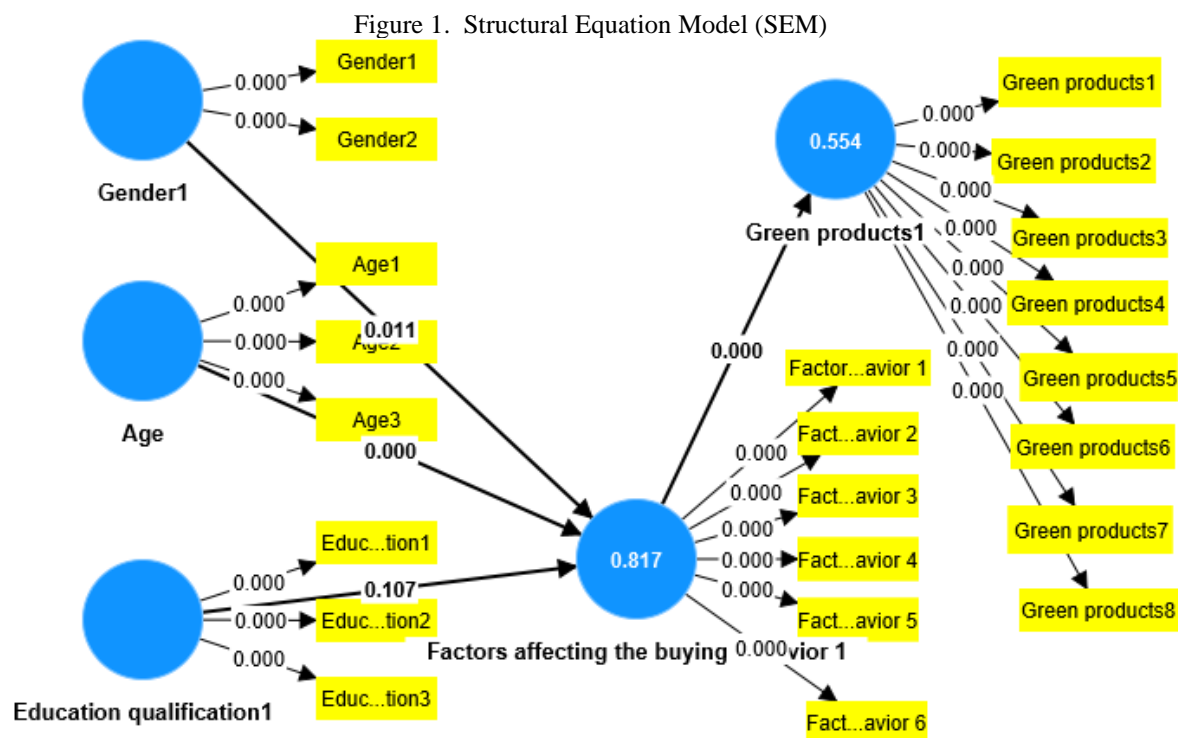 Figure 1. Structural Equation Model (SEM)
0.000
Gender1
0.000
Gender2
Gender1
0.000
Age1
0.000
Age2
0.011
0.000
Age3
Age
0.000
0.000
Educ...tion1
0.107
0.000
Educ...tion2
0.000
Educ...tion3
Education qualification1
0.817
Factors affecting the buying
vior 1
0.000
Factor...avior 1
0.000
Fact...avior 2
0.000
Fact...avior 3
0.000
Fact...avior 4
0.000
Fact...avior 5
0.000
Fact...avior 6
0.000
0.554
Green products1
0.000
Green products1
0.000
Green products2
0.000
Green products3
0.000
Green products4
0.000
Green products5
0.000
Green products6
0.000
Green products7
0.000
Green products8